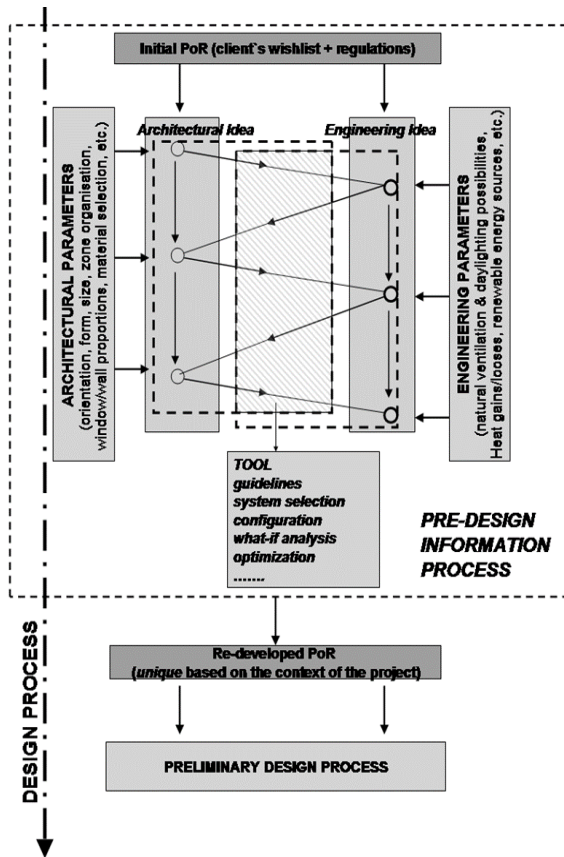 Initial PoR (client`s wishlist + regulations)
Architectural Idea
Engineering Idea
ARCHITECTURAL PARAMETERS
(orientation, form, size, zone organisation,
window/wall proportions, material selection, etc.)
ENGINEERING PARAMETERS
(natural ventilation & daylighting possibilities,
Heat gains/looses, renewable energy sources, etc.)
TOOL
guidelines
system selection
configuration
what-if analysis
optimization
.......
PRE-DESIGN
INFORMATION
PROCESS
Re-developed PoR
(unique based on the context of the project)
PRELIMINARY DESIGN PROCESS
DESIGN PROCESS